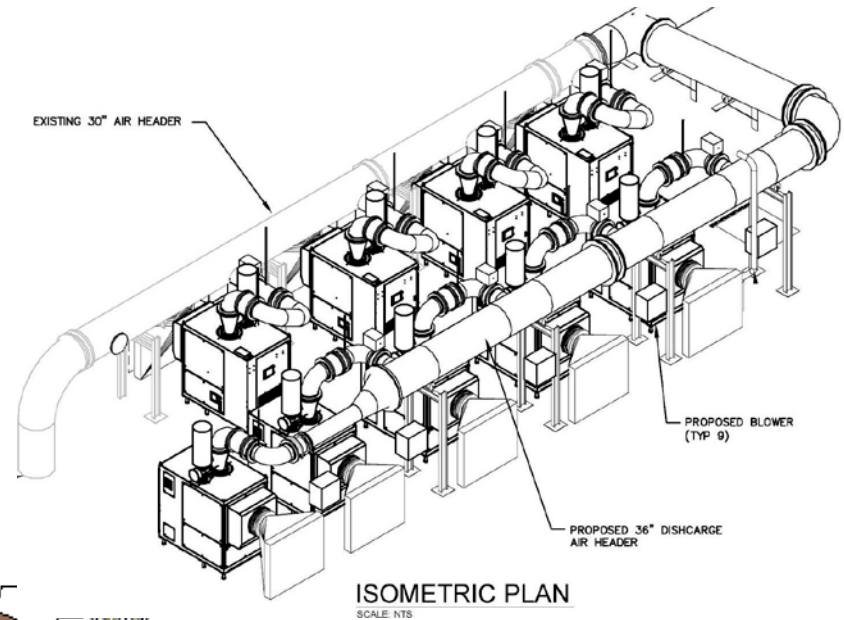 EXISTING 30" AIR HEADER
PROPOSED BLOWER
(TYP 9)
PROPOSED 36" DISHCARGE
AIR HEADER
ISOMETRIC PLAN
SCALE: NTS